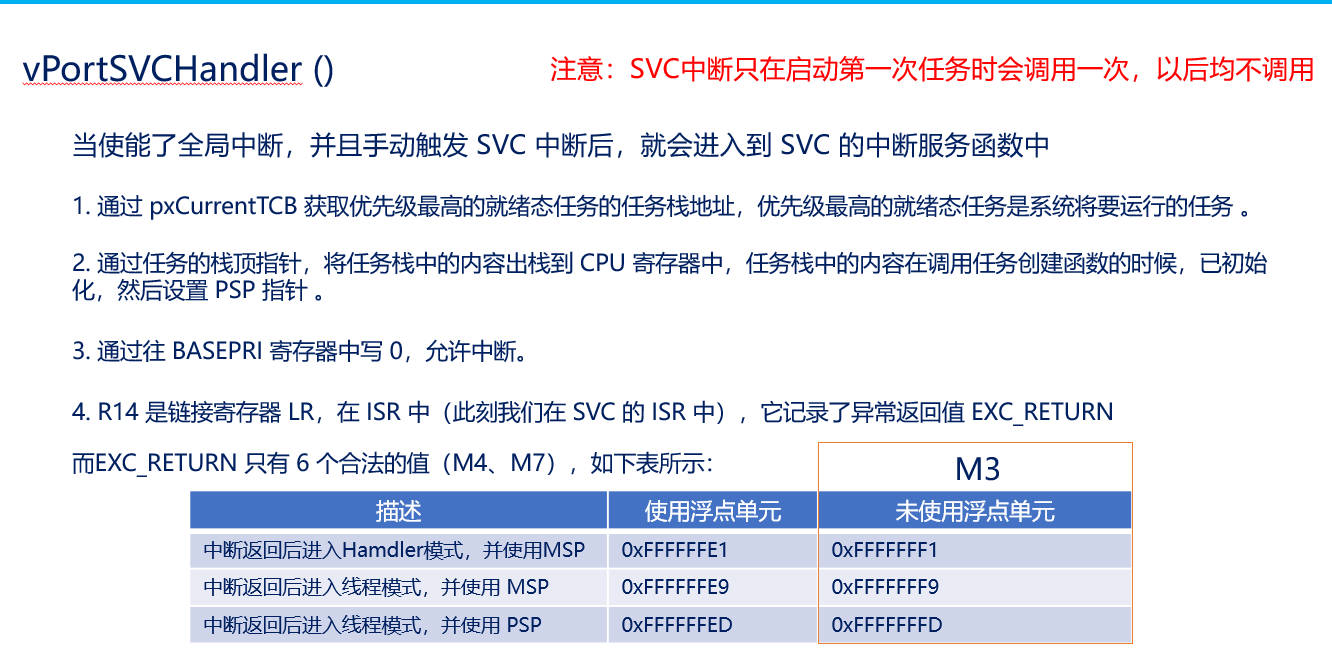 vPortSVCHandler ()
注意：SVC中断只在启动第一次任务时会调用一次，以后均不调用
当使能了全局中断，并且手动触发 SVC 中断后，就会进入到 SVC 的中断服务函数中
1. 通过 pxCurrentTCB 获取优先级最高的就绪态任务的任务栈地址，优先级最高的就绪态任务是系统将要运行的任务 。
2. 通过任务的栈顶指针，将任务栈中的内容出栈到 CPU 寄存器中，任务栈中的内容在调用任务创建函数的时候，已初始
化，然后设置 PSP 指针 。
3. 通过往 BASEPRI 寄存器中写 0，允许中断。
4. R14 是链接寄存器 LR，在 ISR 中（此刻我们在 SVC 的 ISR 中），它记录了异常返回值 EXC_RETURN
而EXC_RETURN 只有 6 个合法的值（M4、M7），如下表所示：
M3
描述 使用浮点单元 未使用浮点单元
中断返回后进入Hamdler模式，并使用MSP 0xFFFFFFE1 0xFFFFFFF1
中断返回后进入线程模式，并使用 MSP 0xFFFFFFE9 0xFFFFFFF9
中断返回后进入线程模式，并使用 PSP 0xFFFFFFED 0xFFFFFFFD